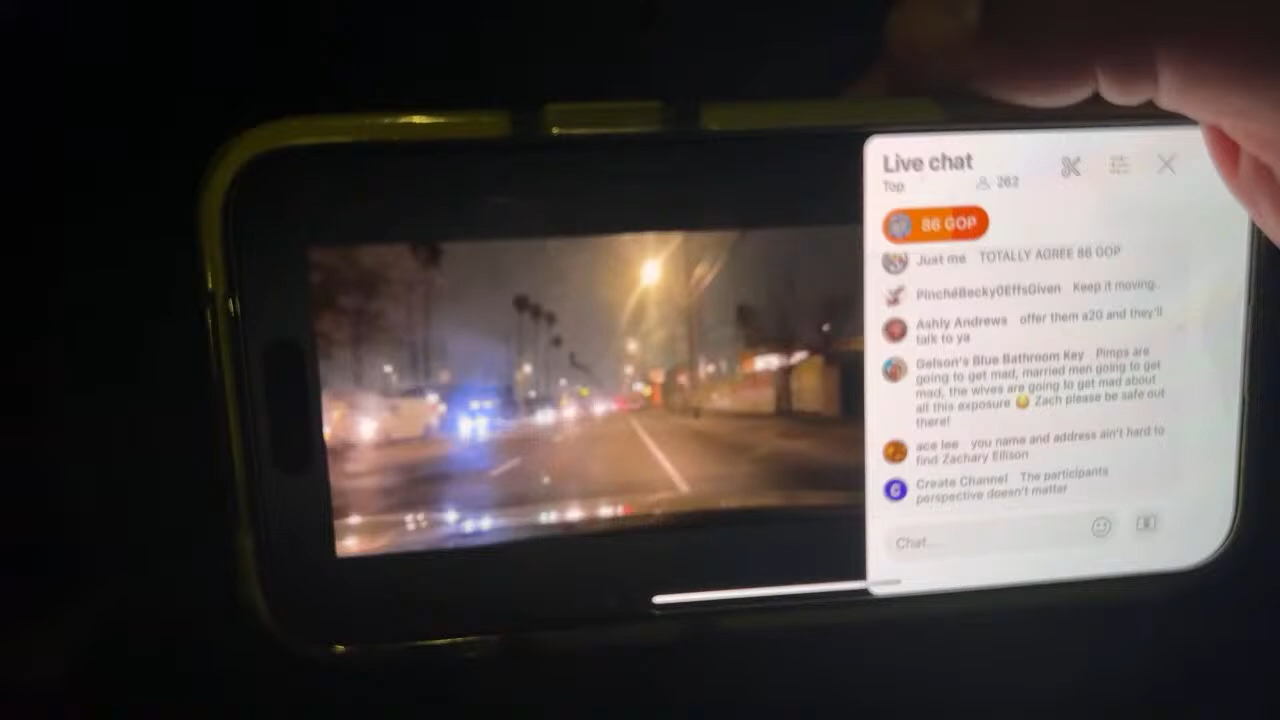 Live chat
Top 262
86 GOP
Just me TOTALLY AGREE 86 GOP
PincheBecky0EffsGiven Keep it moving..
Ashly Andrews offer them a20 and they'll
talk to ya
Gelson's Blue Bathroom Key Pimps are
going to get mad, married men going to get
mad, the wives are going to get mad about
all this exposure 😳 Zach please be safe out
there!
ace lee you name and address ain't hard to
find Zachary Ellison
C Create Channel The participants
perspective doesn't matter
Chat...